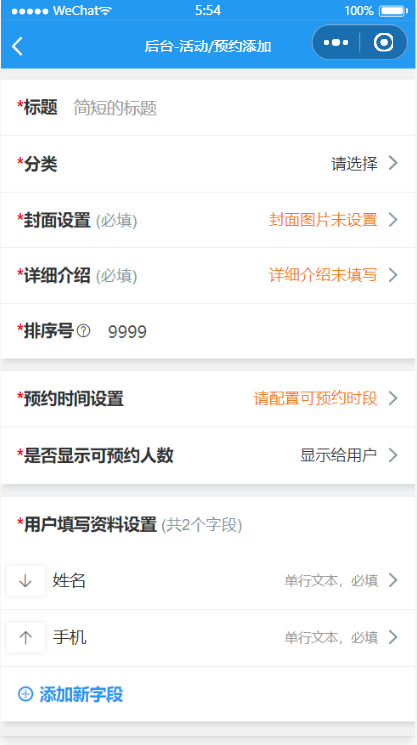 WeChat 5:54 100%
后台-活动/预约添加
*标题 简短的标题
*分类 请选择
*封面设置 (必填) 封面图片未设置
*详细介绍 (必填) 详细介绍未填写
*排序号? 9999
*预约时间设置 请配置可预约时段
*是否显示可预约人数 显示给用户
*用户填写资料设置 (共2个字段)
姓名 单行文本，必填
手机 单行文本，必填
添加新字段